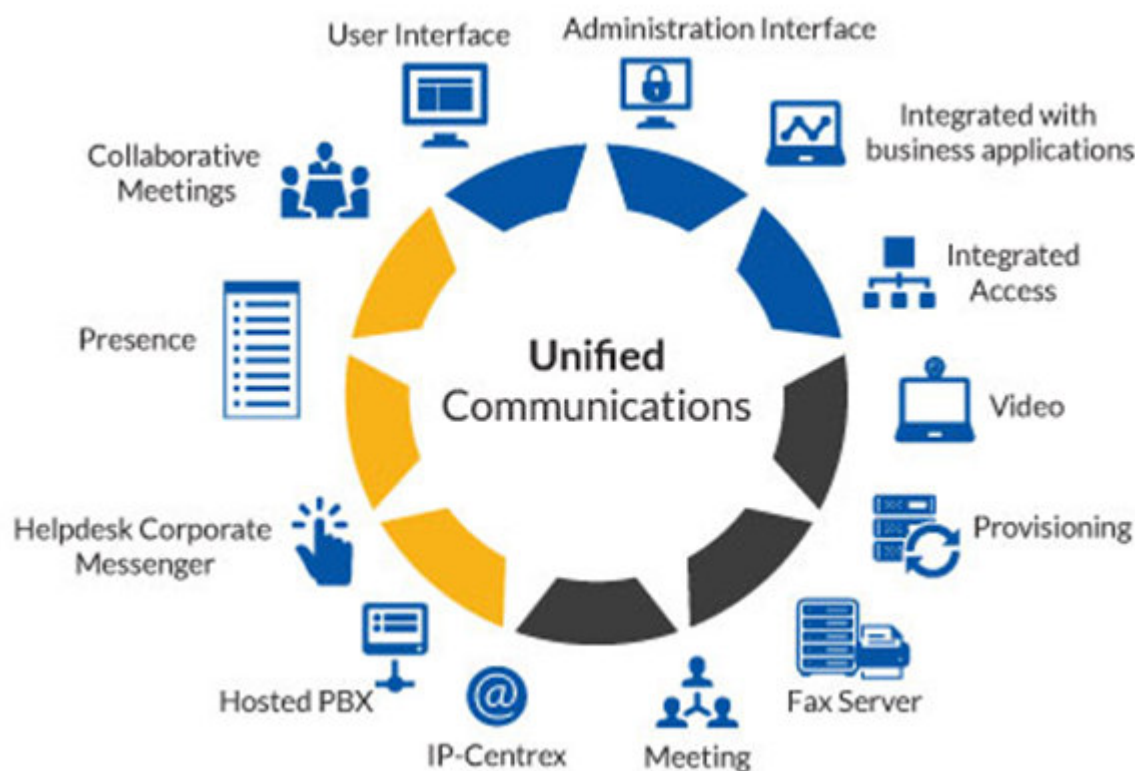 User Interface
Administration Interface
Integrated with
business applications
Collaborative
Meetings
Integrated
Access
Presence
Unified
Communications
Video
Helpdesk Corporate
Messenger
Provisioning
Hosted PBX
@
IP-Centrex
Meeting
Fax Server